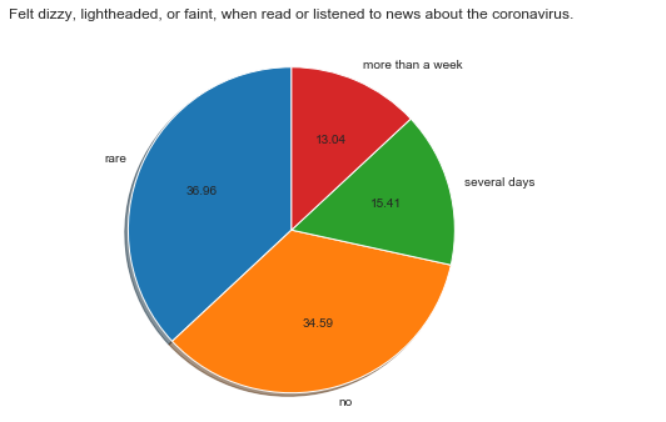 Felt dizzy, lightheaded, or faint, when read or listened to news about the coronavirus.
more than a week
13.04
rare
several days
36.96
15.41
34.59
no